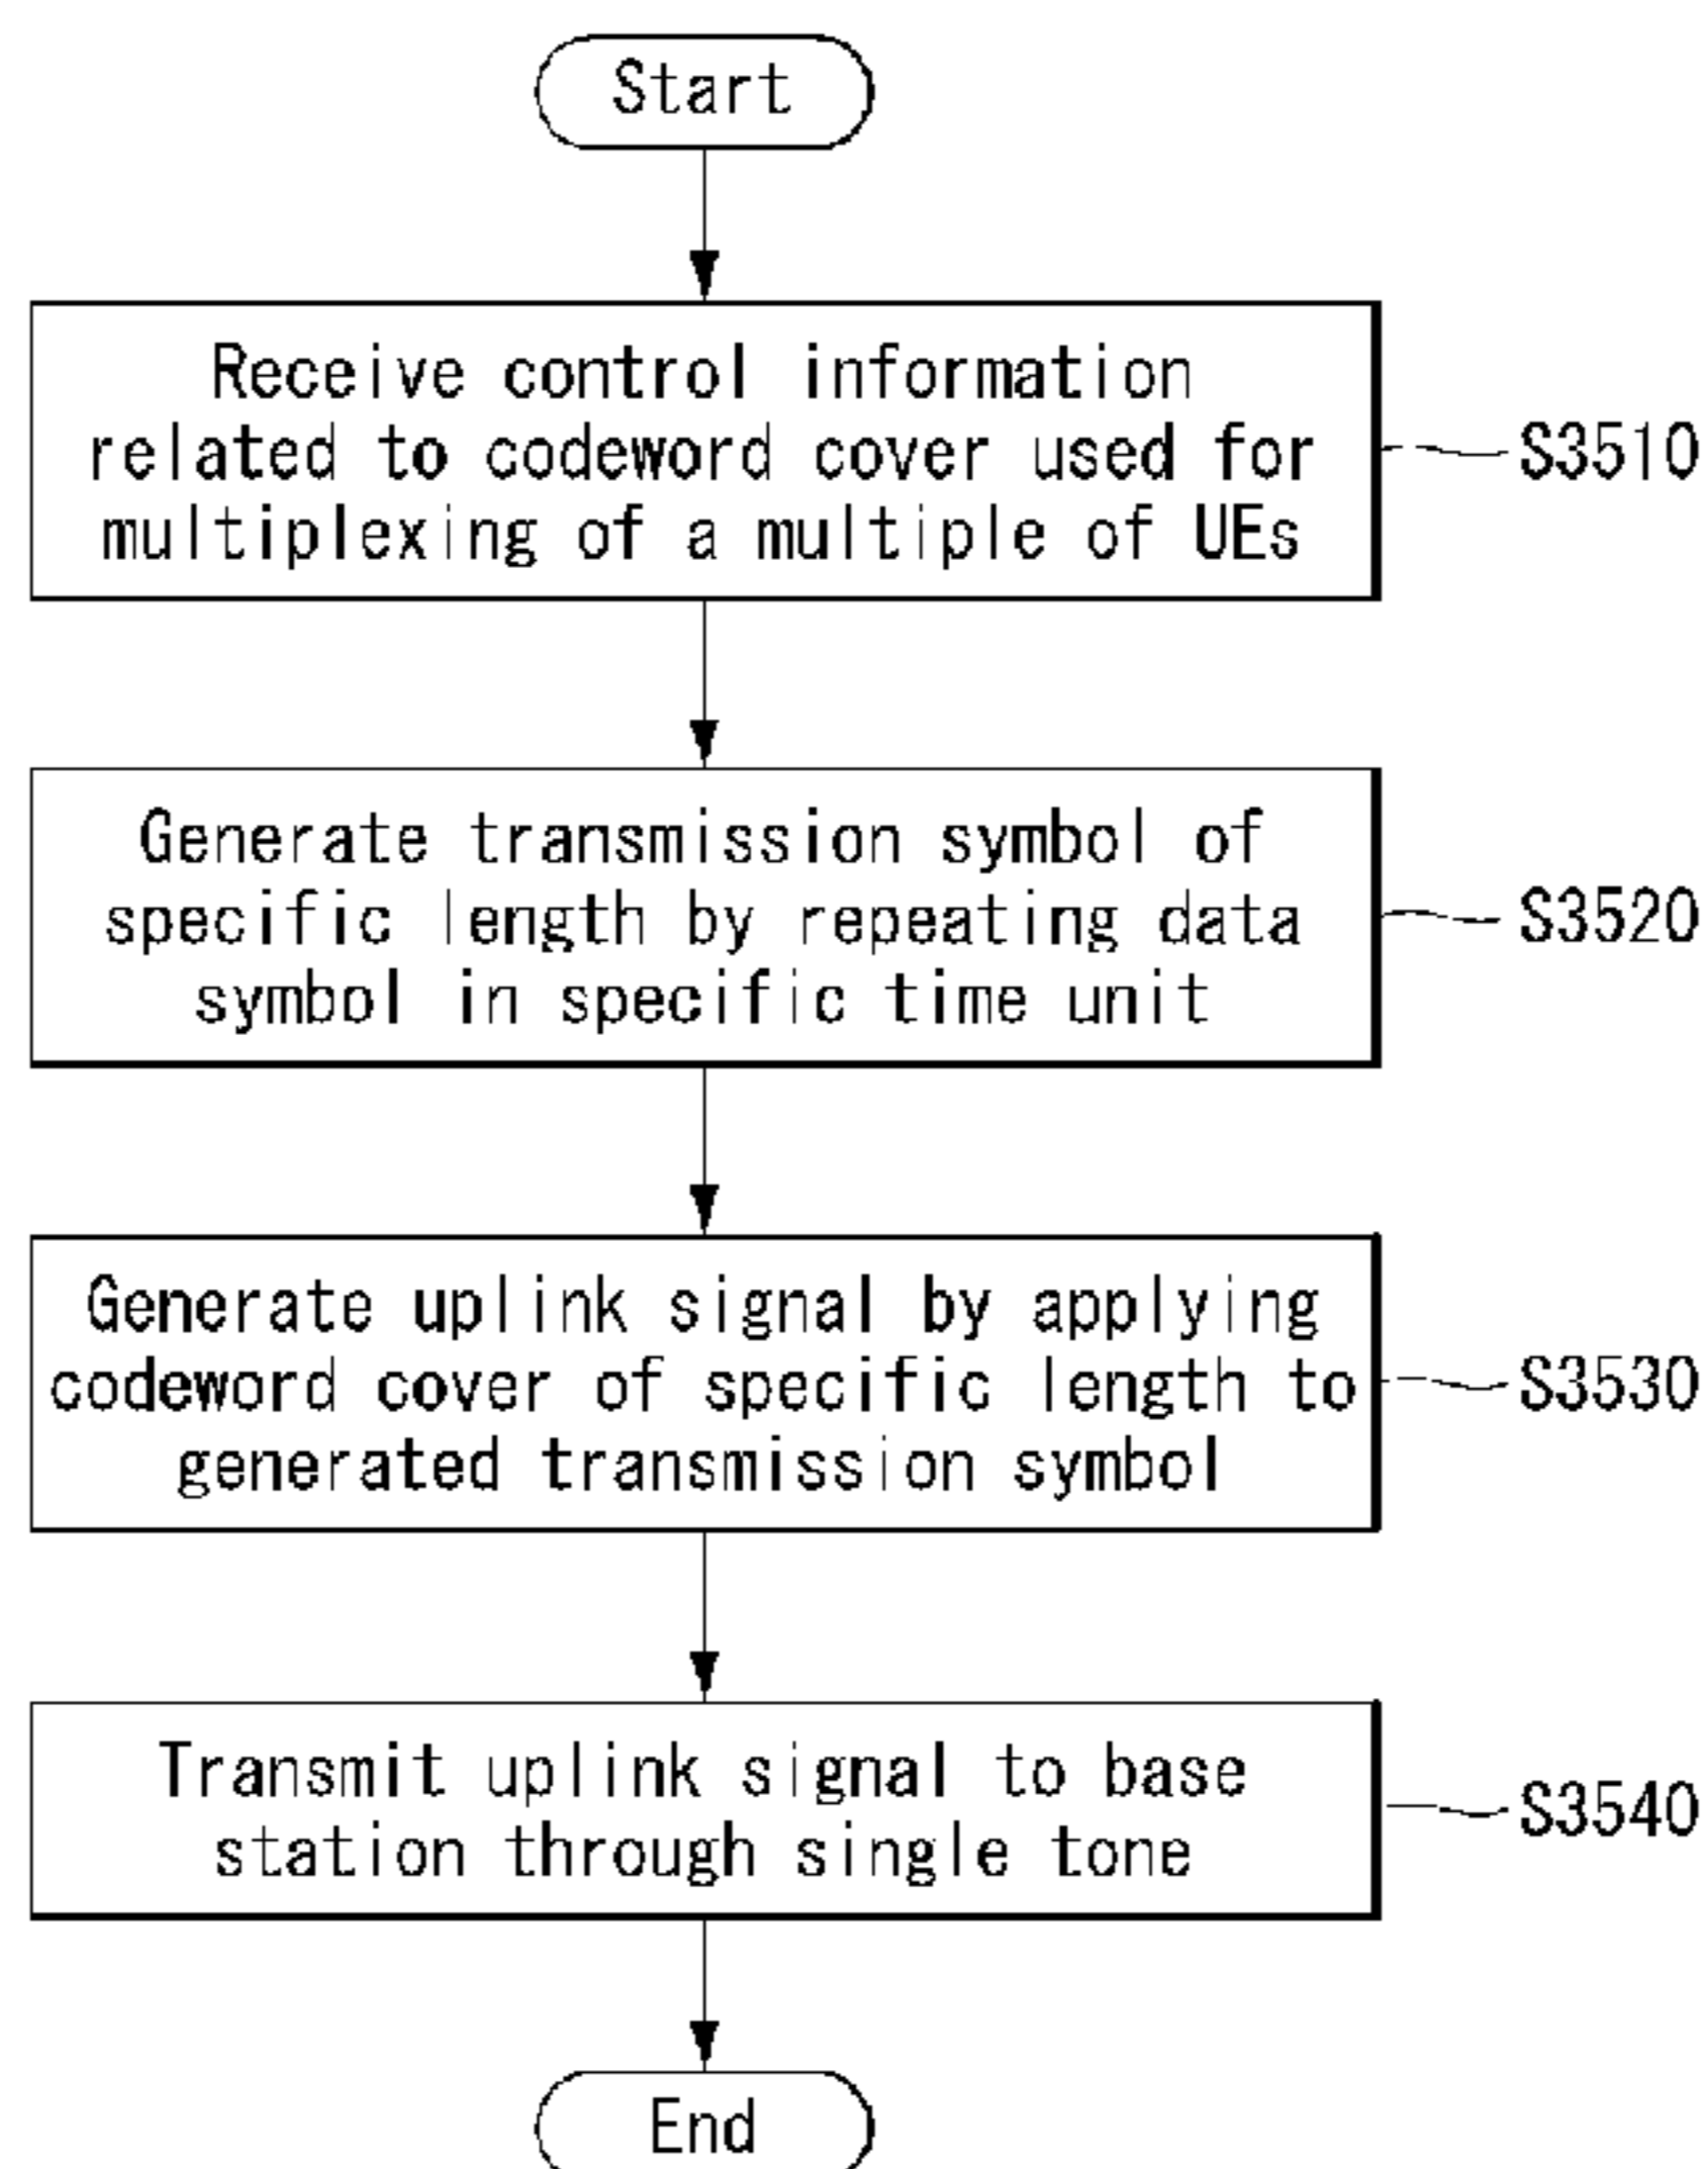 Start
Receive control information
related to codeword cover used for
multiplexing of a multiple of UEs
S3510
Generate transmission symbol of
specific length by repeating data
symbol in specific time unit
S3520
Generate uplink signal by applying
codeword cover of specific length to
generated transmission symbol
S3530
Transmit uplink signal to base
station through single tone
S3540
End